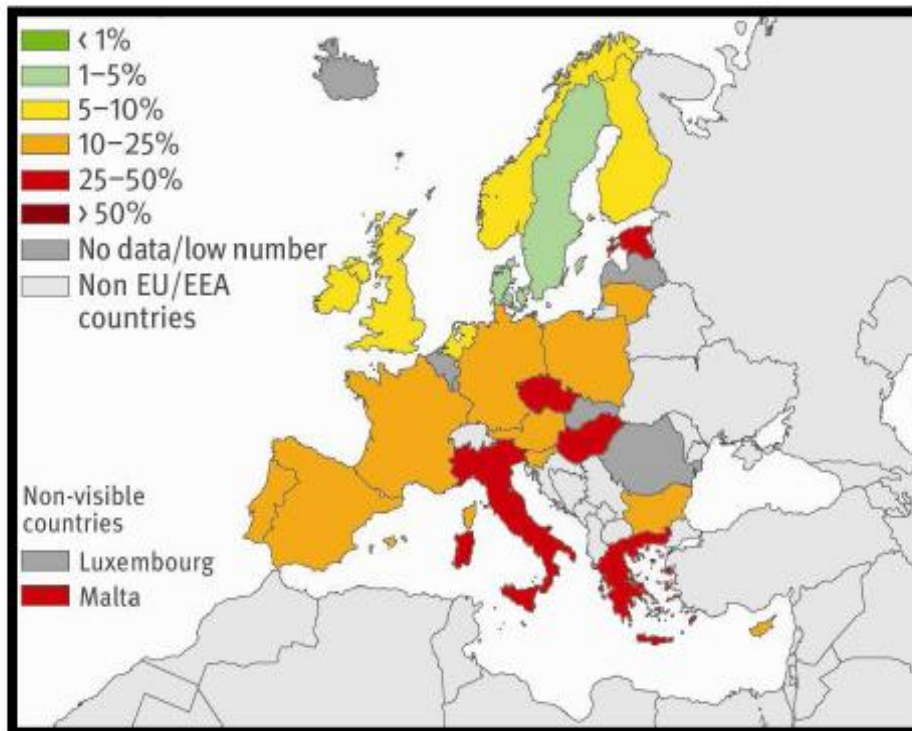 < 1%
1–5%
5–10%
10–25%
25–50%
> 50%
No data/low number
Non EU/EEA
countries
Non-visible
countries
Luxembourg
Malta